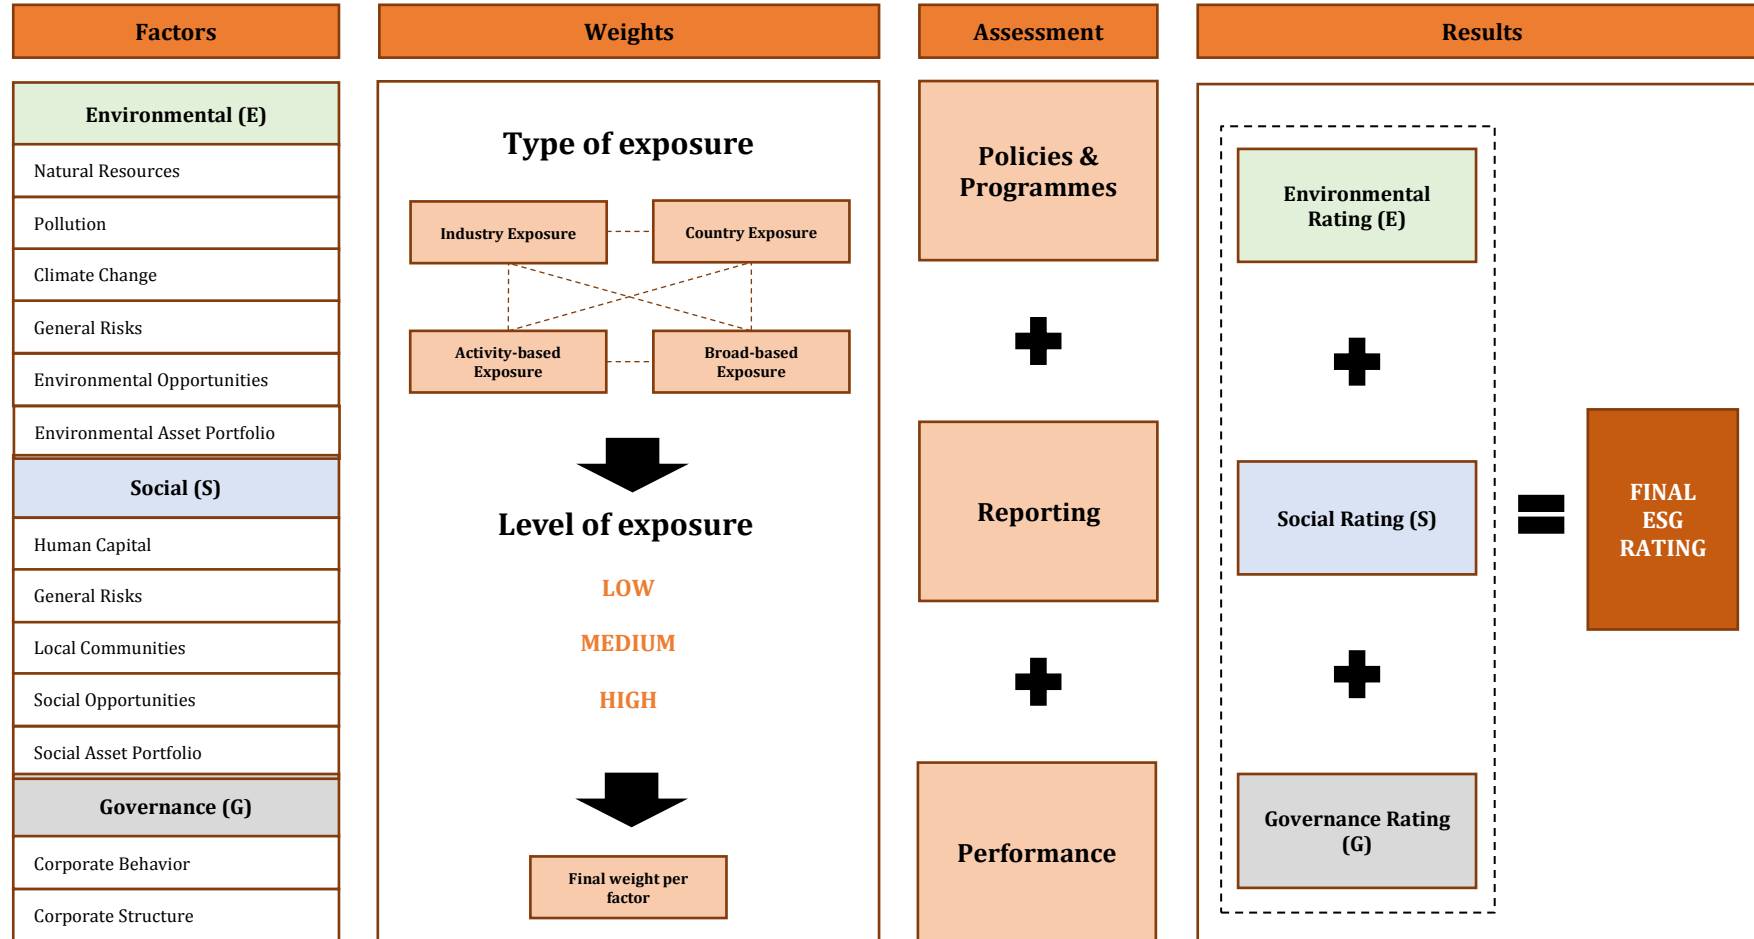 Factors
Weights
Assessment
Results
Environmental (E)
Natural Resources
Pollution
Climate Change
General Risks
Environmental Opportunities
Environmental Asset Portfolio
Social (S)
Human Capital
General Risks
Local Communities
Social Opportunities
Social Asset Portfolio
Governance (G)
Corporate Behavior
Corporate Structure
Type of exposure
Industry Exposure
Country Exposure
Activity-based
Exposure
Broad-based
Exposure
Level of exposure
LOW
MEDIUM
HIGH
Final weight per
factor
Policies &
Programmes
Reporting
Performance
Environmental
Rating (E)
Social Rating (S)
Governance Rating
(G)
FINAL
ESG
RATING